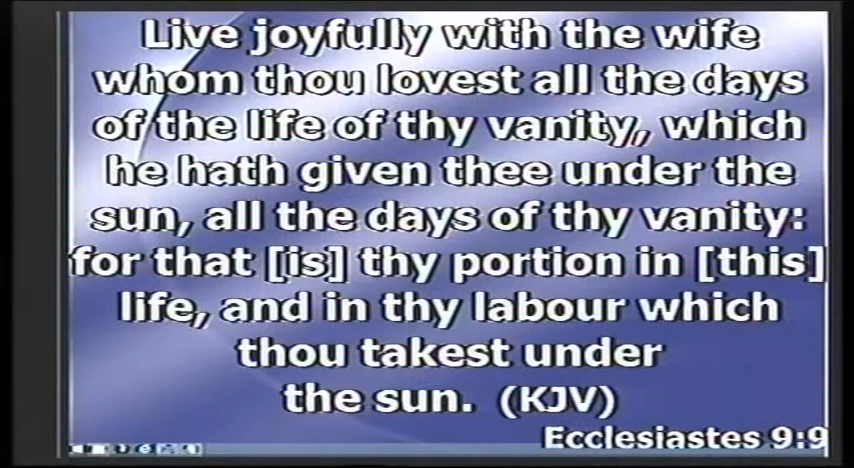 Live joyfully with the wife
whom thou lovest all the days
of the life of thy vanity, which
he hath given thee under the
sun, all the days of thy vanity:
for that [is] thy portion in [this]
life, and in thy labour which
thou takest under
the sun. (KJV)
Ecclesiastes 9:9